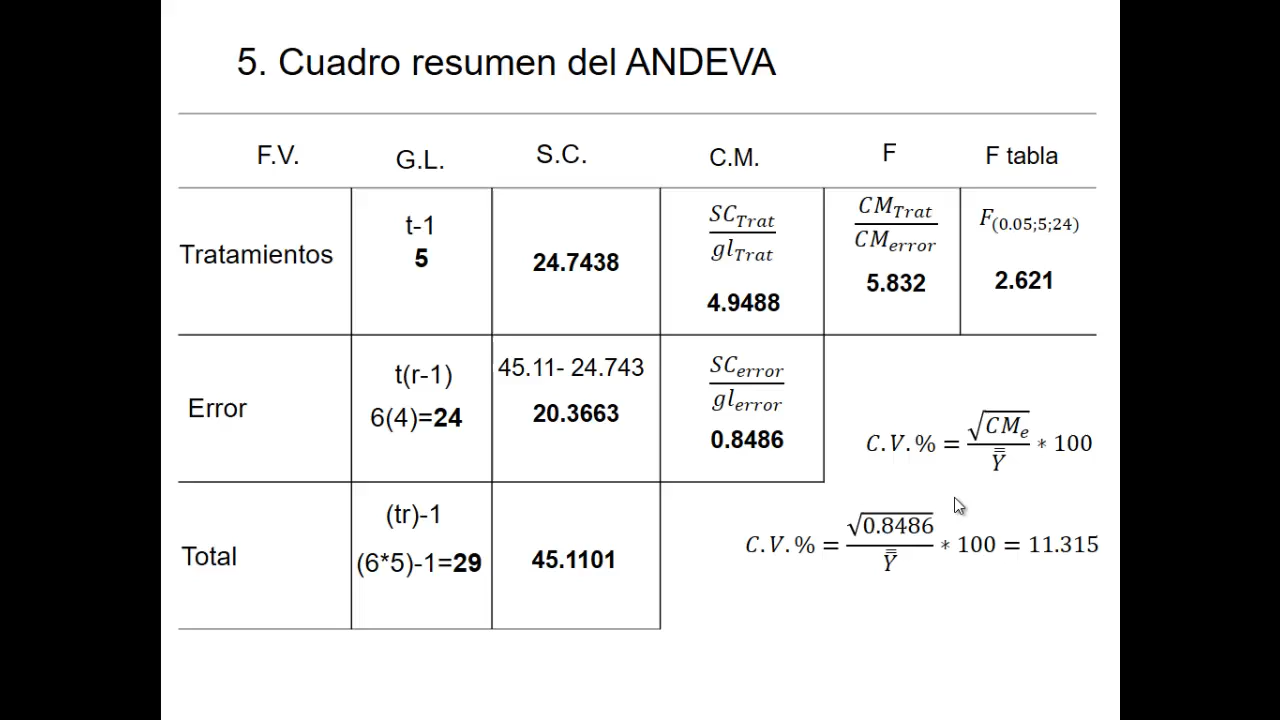 5. Cuadro resumen del ANDEVA
F.V. G.L. S.C. C.M. F F tabla
Tratamientos
t-1
5
24.7438
SC_Trat / gl_Trat
4.9488
CM_Trat / CM_error
5.832
F_(0.05;5;24)
2.621
Error
t(r-1)
6(4)=24
45.11- 24.743
20.3663
SC_error / gl_error
0.8486
C.V.% = √CM_e / Y̿ * 100
Total
(tr)-1
(6*5)-1=29
45.1101
C.V.% = √0.8486 / Y̿ * 100 = 11.315